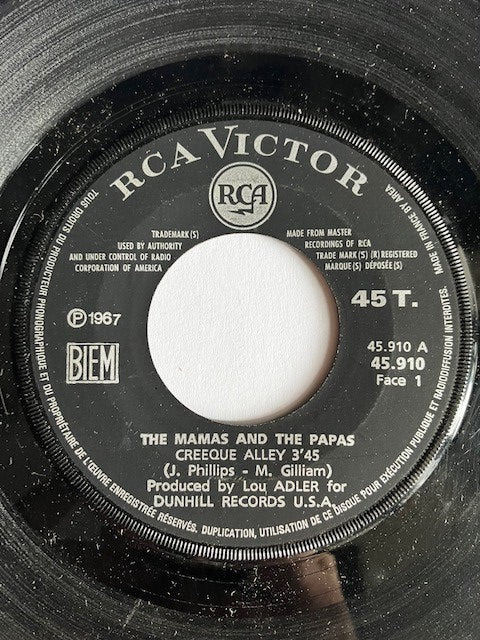 RCA VICTOR
RCA
TRADEMARK(S)
USED BY AUTHORITY
AND UNDER CONTROL OF RADIO
CORPORATION OF AMERICA
MADE FROM MASTER
RECORDINGS OF RCA
TRADE MARK(S) (R) REGISTERED
MARQUE(S) DÉPOSÉE(S)
45 T.
Ⓟ 1967
BIEM
45.910 A
45.910
Face 1
THE MAMAS AND THE PAPAS
CREEQUE ALLEY 3'45
(J. Phillips - M. Gilliam)
Produced by Lou ADLER for
DUNHILL RECORDS U.S.A.
TOUS DROITS DU PRODUCTEUR PHONOGRAPHIQUE ET DU PROPRIÉTAIRE DE L'ŒUVRE ENREGISTRÉE RÉSERVÉS. DUPLICATION, UTILISATION DE CE DISQUE POUR EXÉCUTION PUBLIQUE ET RADIODIFFUSION INTERDITES. MADE IN FRANCE BY AREA